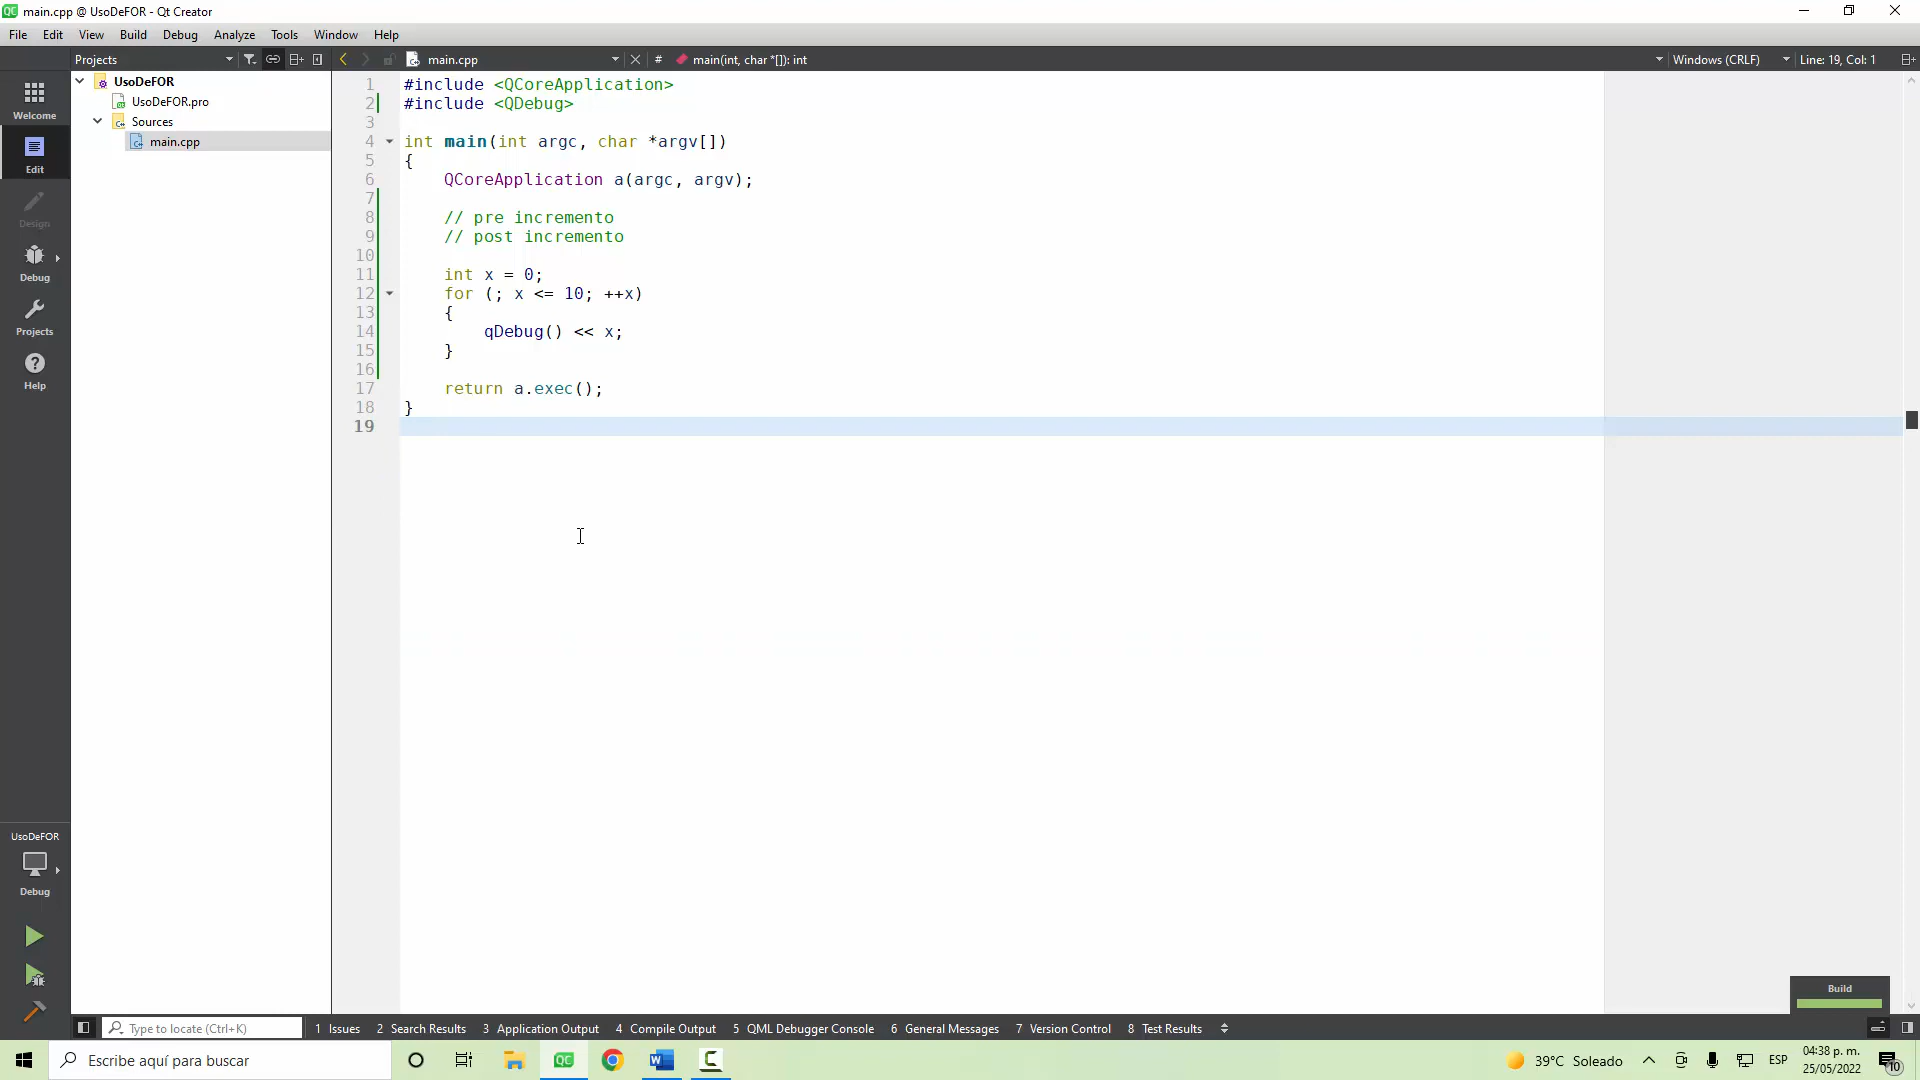 main.cpp @ UsoDeFOR - Qt Creator
File Edit View Build Debug Analyze Tools Window Help
Projects
main.cpp
# main(int, char *[]): int
Windows (CRLF)
Line: 19, Col: 1
Welcome
Edit
Design
Debug
Projects
Help
UsoDeFOR
UsoDeFOR.pro
Sources
main.cpp
1 #include <QCoreApplication>
2 #include <QDebug>
3
4 int main(int argc, char *argv[])
5 {
6 QCoreApplication a(argc, argv);
7
8 // pre incremento
9 // post incremento
10
11 int x = 0;
12 for (; x <= 10; ++x)
13 {
14 qDebug() << x;
15 }
16
17 return a.exec();
18 }
19
UsoDeFOR
Debug
Build
Type to locate (Ctrl+K)
1 Issues 2 Search Results 3 Application Output 4 Compile Output 5 QML Debugger Console 6 General Messages 7 Version Control 8 Test Results
Escribe aquí para buscar
39°C Soleado
ESP
04:38 p. m.
25/05/2022
10